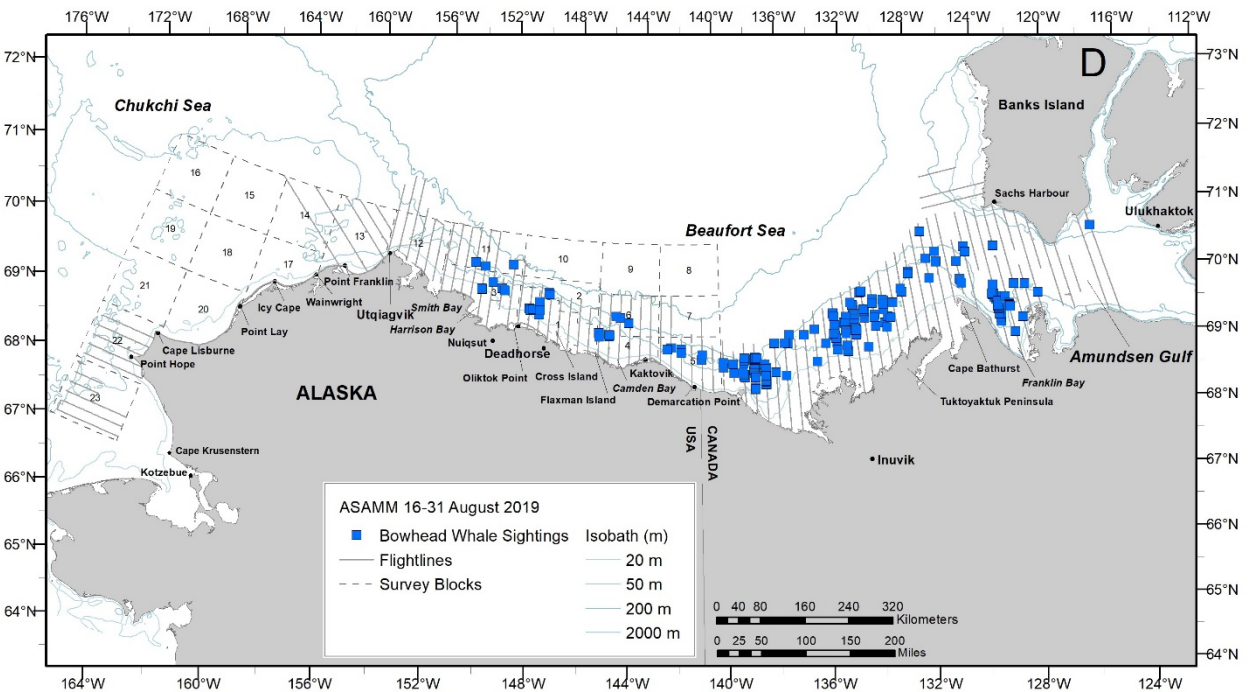 176°W 172°W 168°W 164°W 160°W 156°W 152°W 148°W 144°W 140°W 136°W 132°W 128°W 124°W 120°W 116°W 112°W
D
72°N
73°N
Chukchi Sea
Banks Island
71°N
72°N
16
15
Sachs Harbour
71°N
70°N
14
Ulukhaktok
19
13
12
Beaufort Sea
70°N
18
11
10
9
8
69°N
17
Point Franklin
21
Wainwright
3
2
Icy Cape
Smith Bay
20
Utqiagvik
6
7
Point Lay
Harrison Bay
1
69°N
68°N
22
Cape Lisburne
Nuiqsut
4
Amundsen Gulf
Point Hope
Deadhorse
5
Cape Bathurst
Oliktok Point
Cross Island
Kaktovik
Franklin Bay
Camden Bay
23
ALASKA
Flaxman Island
Demarcation Point
Tuktoyaktuk Peninsula
68°N
67°N
USA
CANADA
Cape Krusenstern
Inuvik
67°N
66°N
Kotzebue
ASAMM 16-31 August 2019
Bowhead Whale Sightings
Flightlines
Survey Blocks
Isobath (m)
20 m
50 m
200 m
2000 m
66°N
65°N
65°N
64°N
0 40 80 160 240 320
Kilometers
0 25 50 100 150 200
Miles
64°N
164°W 160°W 156°W 152°W 148°W 144°W 140°W 136°W 132°W 128°W 124°W